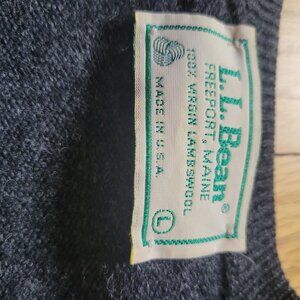 L.L.Bean®
FREEPORT, MAINE
100% VIRGIN LAMBSWOOL
MADE IN U.S.A.
L